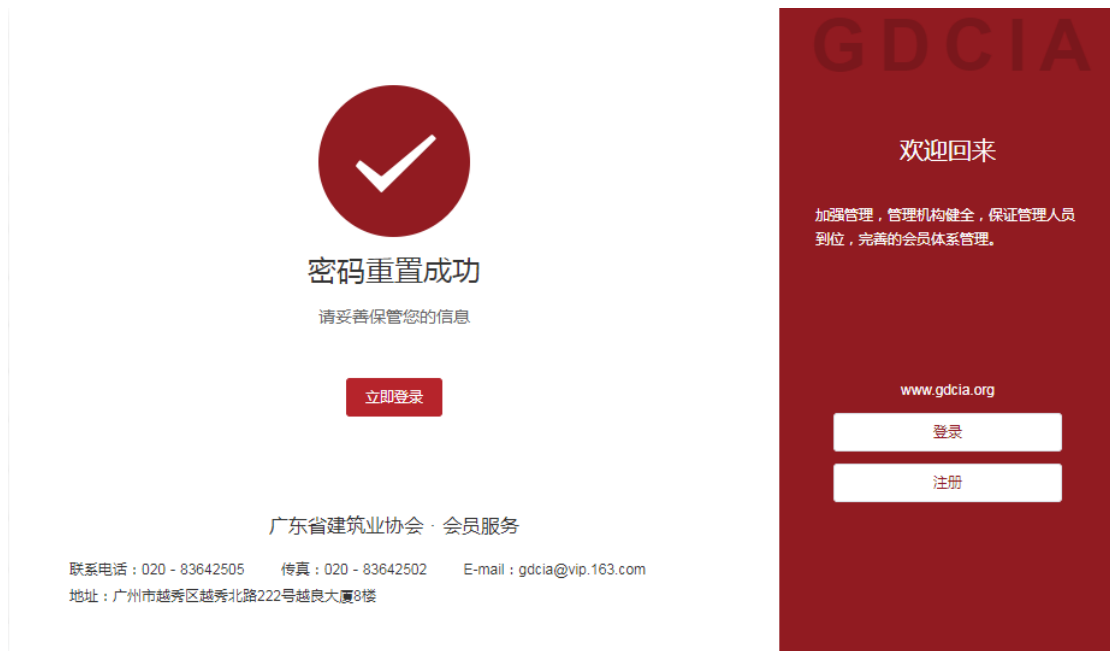 密码重置成功
请妥善保管您的信息
立即登录
广东省建筑业协会 · 会员服务
联系电话：020 - 83642505 传真：020 - 83642502 E-mail：gdcia@vip.163.com
地址：广州市越秀区越秀北路222号越良大厦8楼
GDCIA
欢迎回来
加强管理，管理机构健全，保证管理人员
到位，完善的会员体系管理。
www.gdcia.org
登录
注册